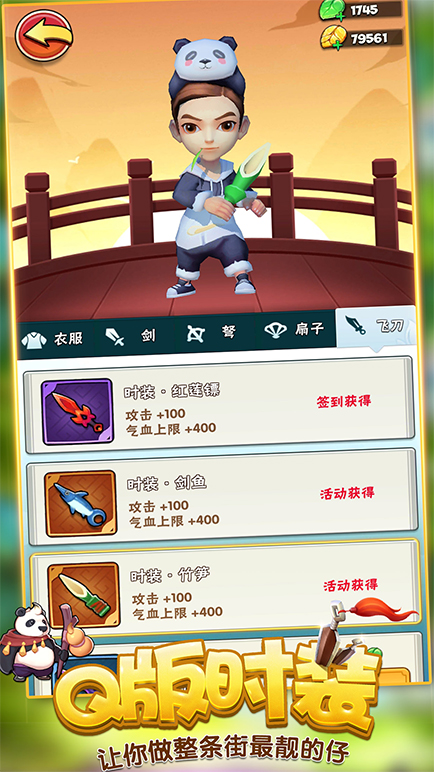 1745
79561
衣服
剑
弩
扇子
飞刀
时装·红莲镖
攻击 +100
气血上限 +400
签到获得
时装·剑鱼
攻击 +100
气血上限 +400
活动获得
时装·竹笋
攻击 +100
气血上限 +400
活动获得
Q版时装
让你做整条街最靓的仔